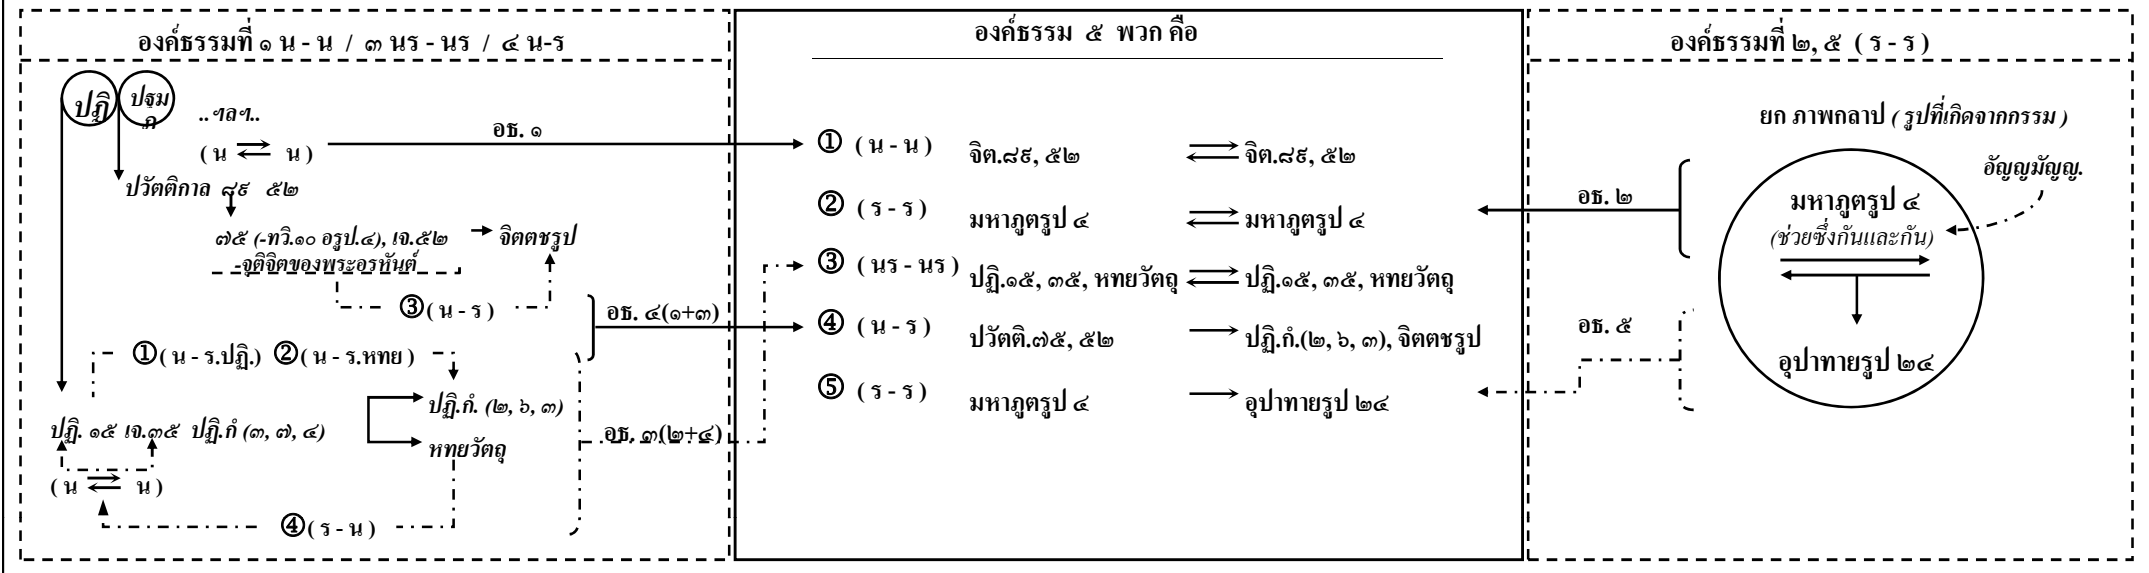 องค์ธรรมที่ ๑ น - น / ๓ นร - นร / ๔ น-ร
ปฏิ
ปฐม
ภ
..ฯลฯ..
( น น )
ปวัตติกาล ๘๙ ๕๒
๗๕ (-ทวิ.๑๐ อรูป.๔), เจ.๕๒
-จุติจิตของพระอรหันต์
จิตตชรูป
③ ( น - ร )
① ( น - ร.ปฏิ.) ② ( น - ร.หทย )
ปฏิ.กํ. (๒, ๖, ๓)
ปฏิ. ๑๕ เจ.๓๕ ปฏิ.กํ (๓, ๗, ๔)
หทยวัตถุ
( น น )
④ ( ร - น )
อธ. ๑
อธ. ๔(๑+๓)
อธ. ๓(๒+๔)
องค์ธรรม ๕ พวก คือ
① ( น - น ) จิต.๘๙, ๕๒ จิต.๘๙, ๕๒
② ( ร - ร ) มหาภูตรูป ๔ มหาภูตรูป ๔
③ ( นร - นร ) ปฏิ.๑๕, ๓๕, หทยวัตถุ ปฏิ.๑๕, ๓๕, หทยวัตถุ
④ ( น - ร ) ปวัตติ.๗๕, ๕๒ ปฏิ.กํ.(๒, ๖, ๓), จิตตชรูป
⑤ ( ร - ร ) มหาภูตรูป ๔ อุปาทายรูป ๒๔
องค์ธรรมที่ ๒, ๕ ( ร - ร )
ยก ภาพกลาป ( รูปที่เกิดจากกรรม )
อัญญมัญญ.
อธ. ๒
มหาภูตรูป ๔
(ช่วยซึ่งกันและกัน)
อธ. ๕
อุปาทายรูป ๒๔